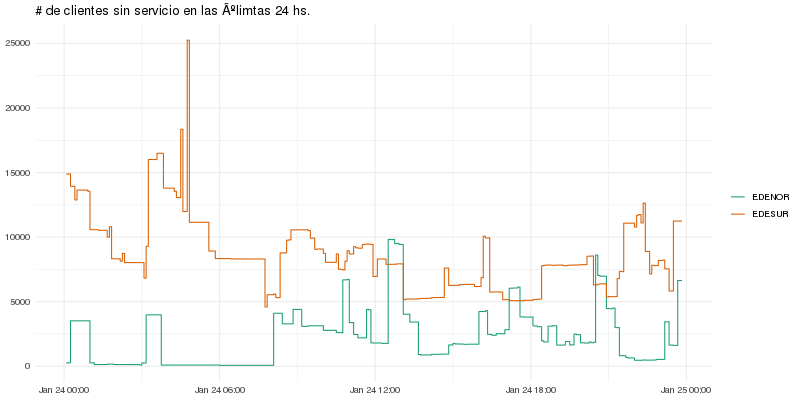 # de clientes sin servicio en las Ãºlimtas 24 hs.
25000
20000
15000
10000
5000
0
EDENOR
EDESUR
Jan 24 00:00
Jan 24 06:00
Jan 24 12:00
Jan 24 18:00
Jan 25 00:00